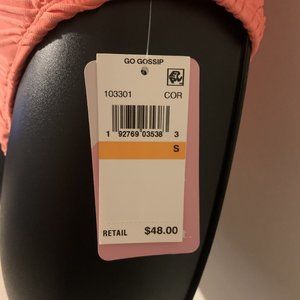 GO GOSSIP
103301 COR
1 92769 03538 3
S
RETAIL $48.00